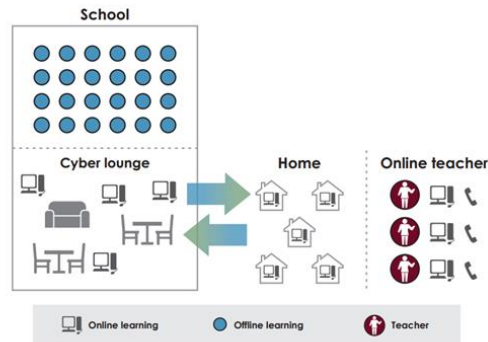 School
Cyber lounge
Home
Online teacher
Online learning
Offline learning
Teacher